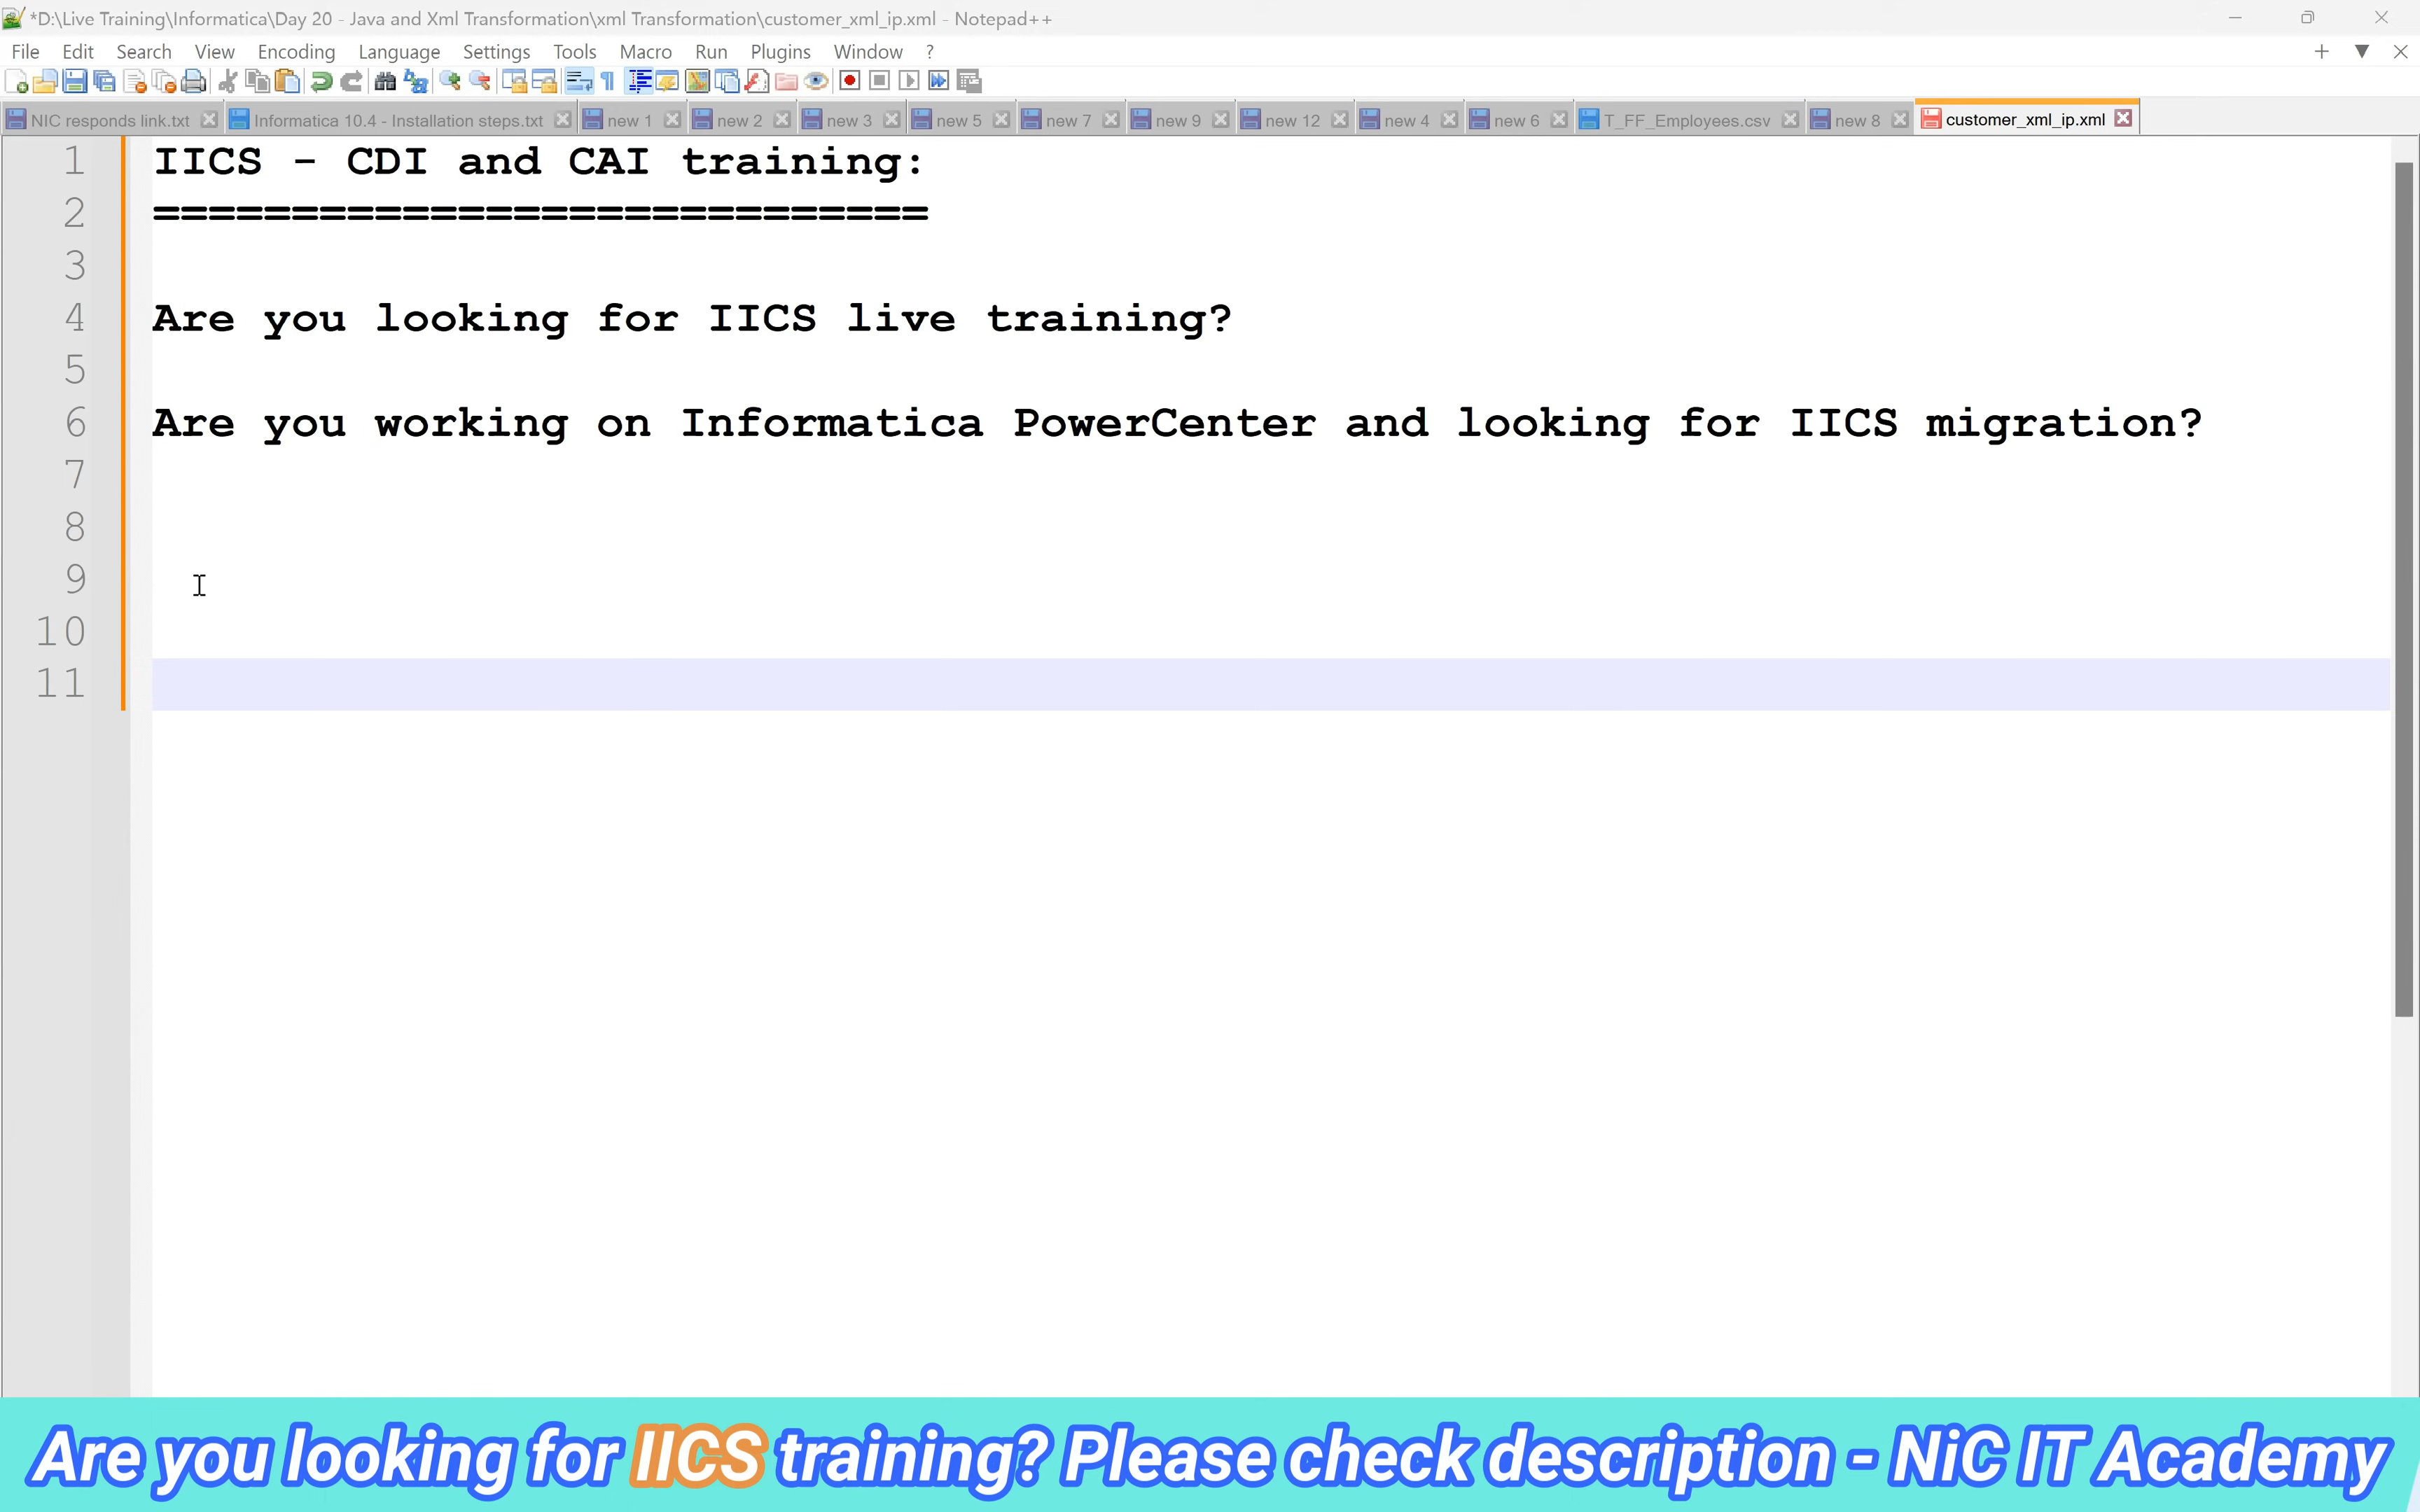 *D:\Live Training\Informatica\Day 20 - Java and Xml Transformation\xml Transformation\customer_xml_ip.xml - Notepad++
File Edit Search View Encoding Language Settings Tools Macro Run Plugins Window ?
NIC responds link.txt Informatica 10.4 - Installation steps.txt new 1 new 2 new 3 new 5 new 7 new 9 new 12 new 4 new 6 T_FF_Employees.csv new 8 customer_xml_ip.xml
1 IICS - CDI and CAI training:
2 ============================
3
4 Are you looking for IICS live training?
5
6 Are you working on Informatica PowerCenter and looking for IICS migration?
7
8
9
10
11
Are you looking for IICS training? Please check description - NiC IT Academy